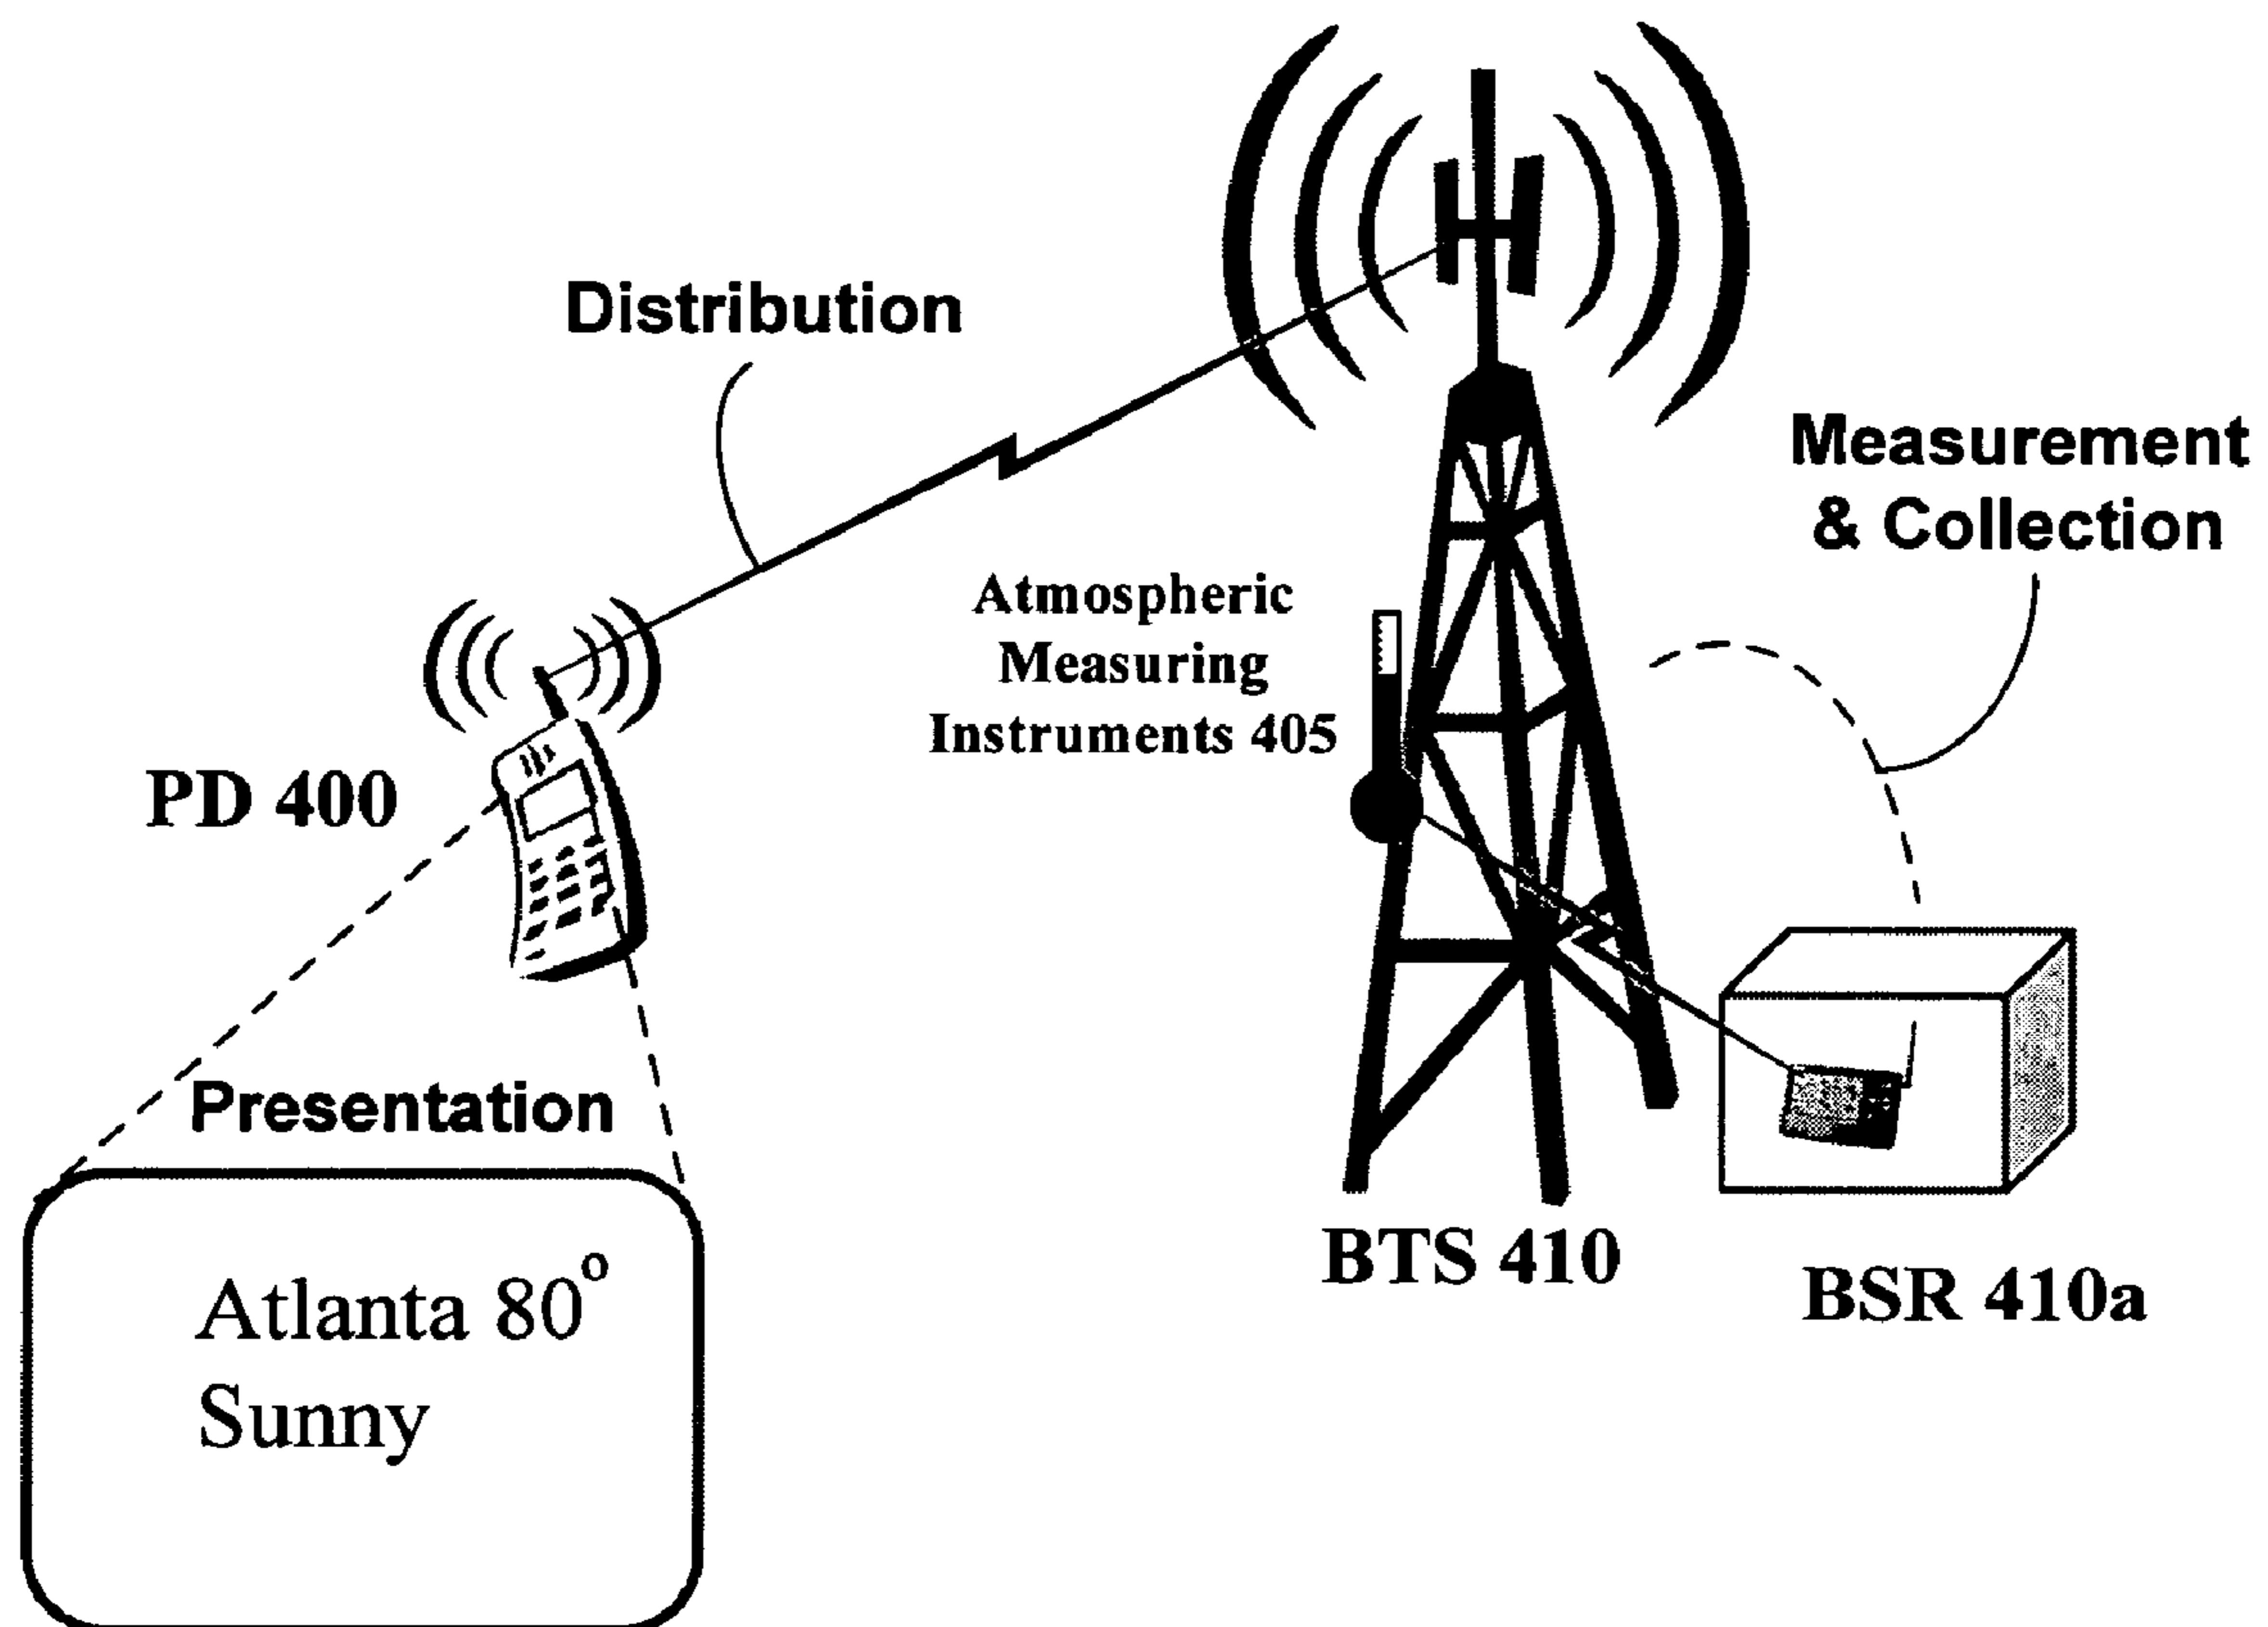 Distribution
Measurement
& Collection
Atmospheric
Measuring
Instruments 405
PD 400
Presentation
Atlanta 80°
Sunny
BTS 410
BSR 410a